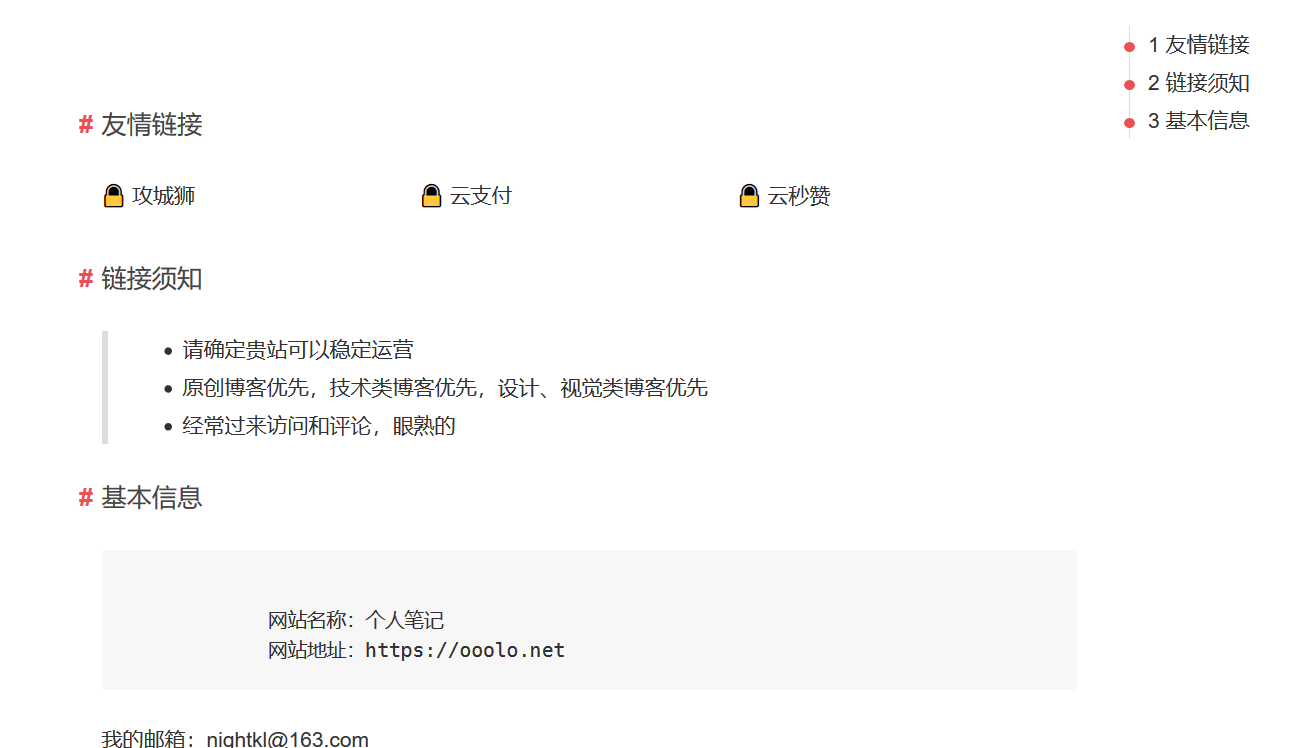 1 友情链接
2 链接须知
3 基本信息
# 友情链接
攻城狮 云支付 云秒赞
# 链接须知
• 请确定贵站可以稳定运营
• 原创博客优先，技术类博客优先，设计、视觉类博客优先
• 经常过来访问和评论，眼熟的
# 基本信息
网站名称：个人笔记
网站地址：https://ooolo.net
我的邮箱：nightkl@163.com